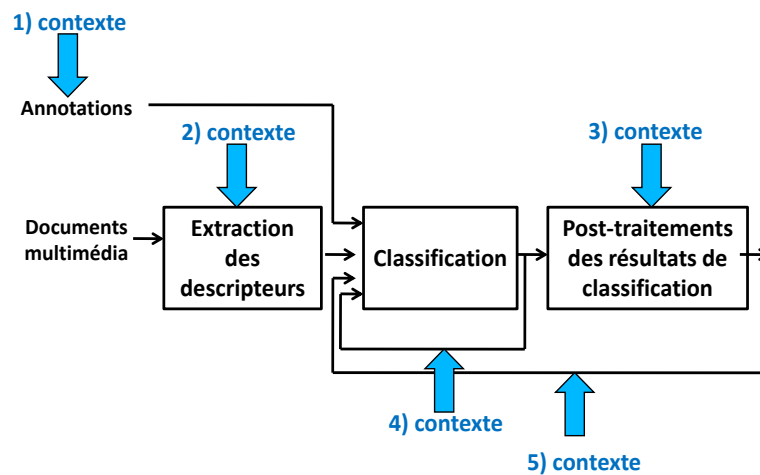 1) contexte
Annotations
2) contexte
3) contexte
Documents
multimédia
Extraction
des
descripteurs
Classification
Post-traitements
des résultats de
classification
4) contexte
5) contexte